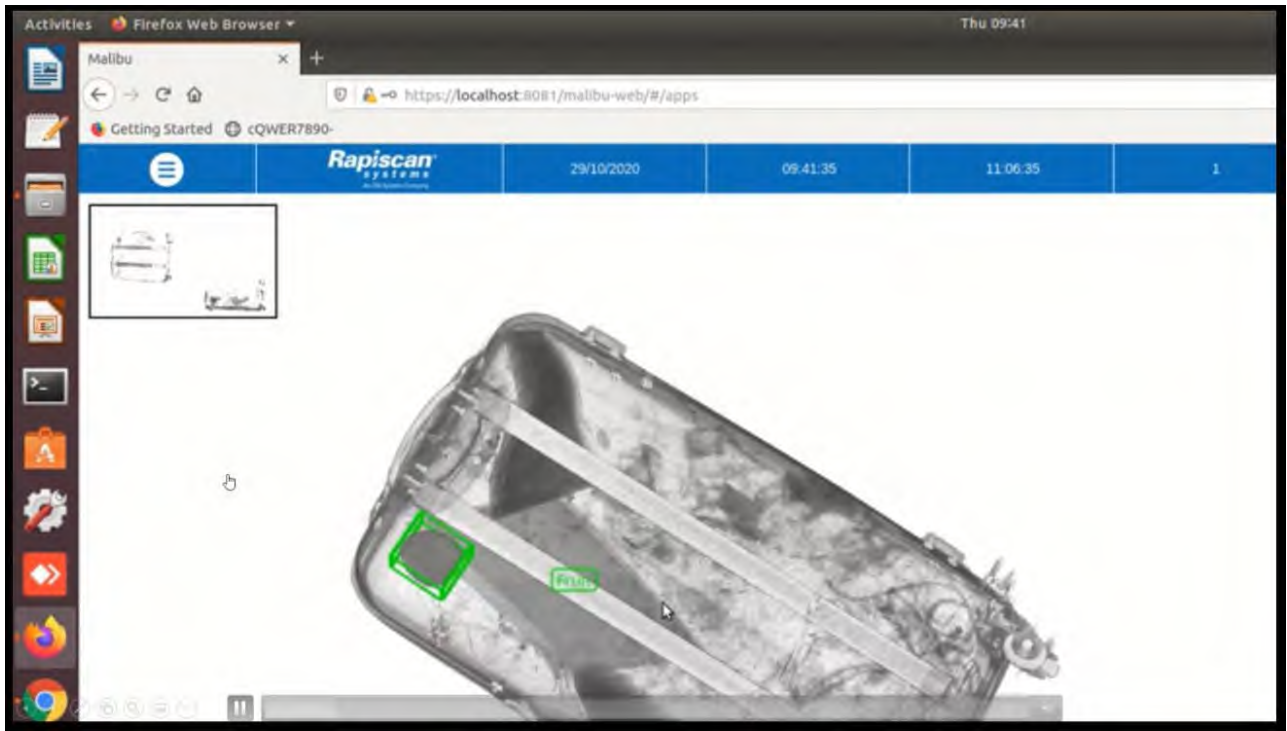 Activities Firefox Web Browser Thu 09:41
Malibu
https://localhost:8081/malibu-web/#/apps
Getting Started cQWER7890-
Rapiscan systems 29/10/2020 09:41:35 11:06:35 1
Fruit